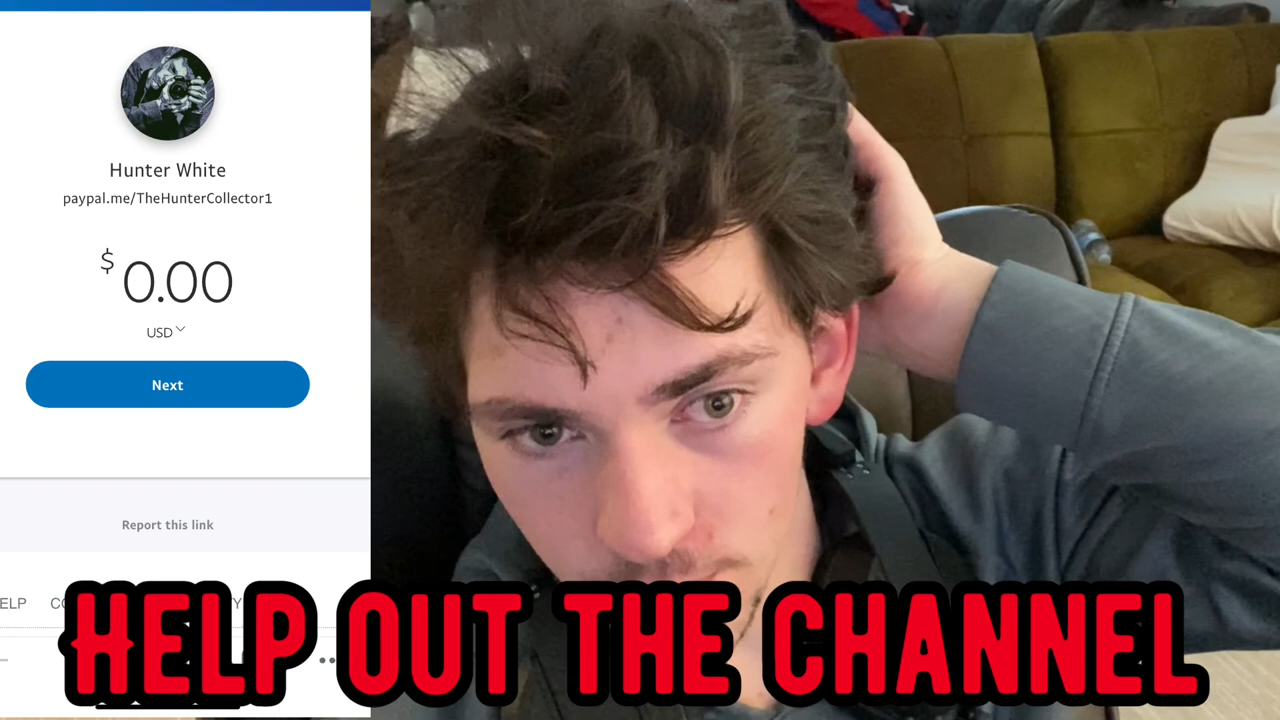 Hunter White
paypal.me/TheHunterCollector1
$ 0.00
USD
Next
Report this link
HELP OUT THE CHANNEL